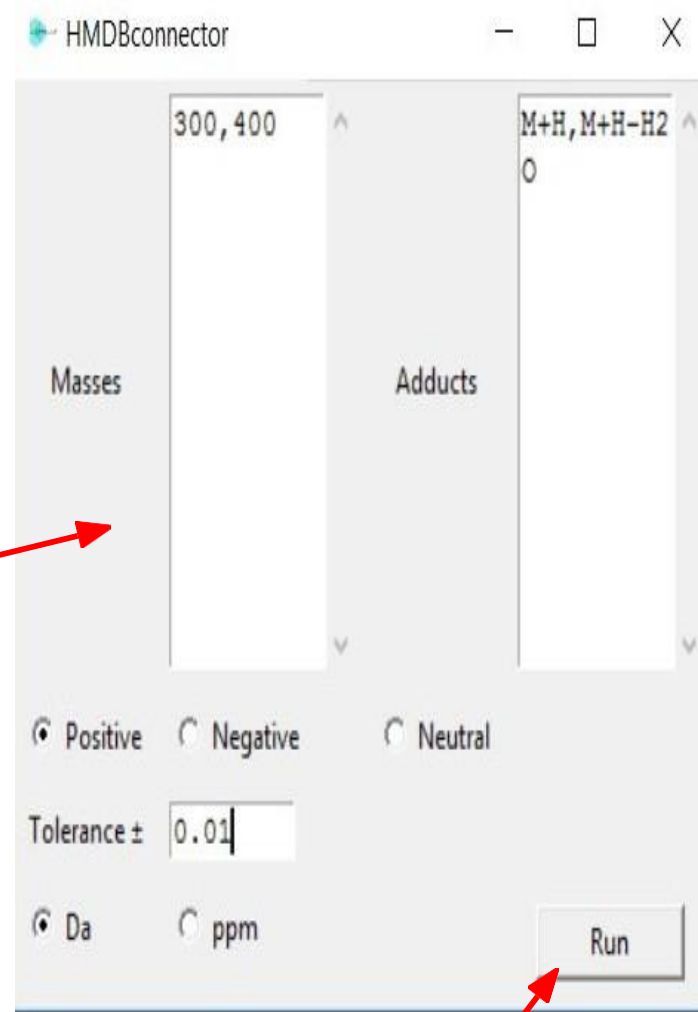 HMDBconnector
300,400
M+H,M+H-H2
O
Masses
Adducts
Positive
Negative
Neutral
Tolerance ±
0.01
Da
ppm
Run